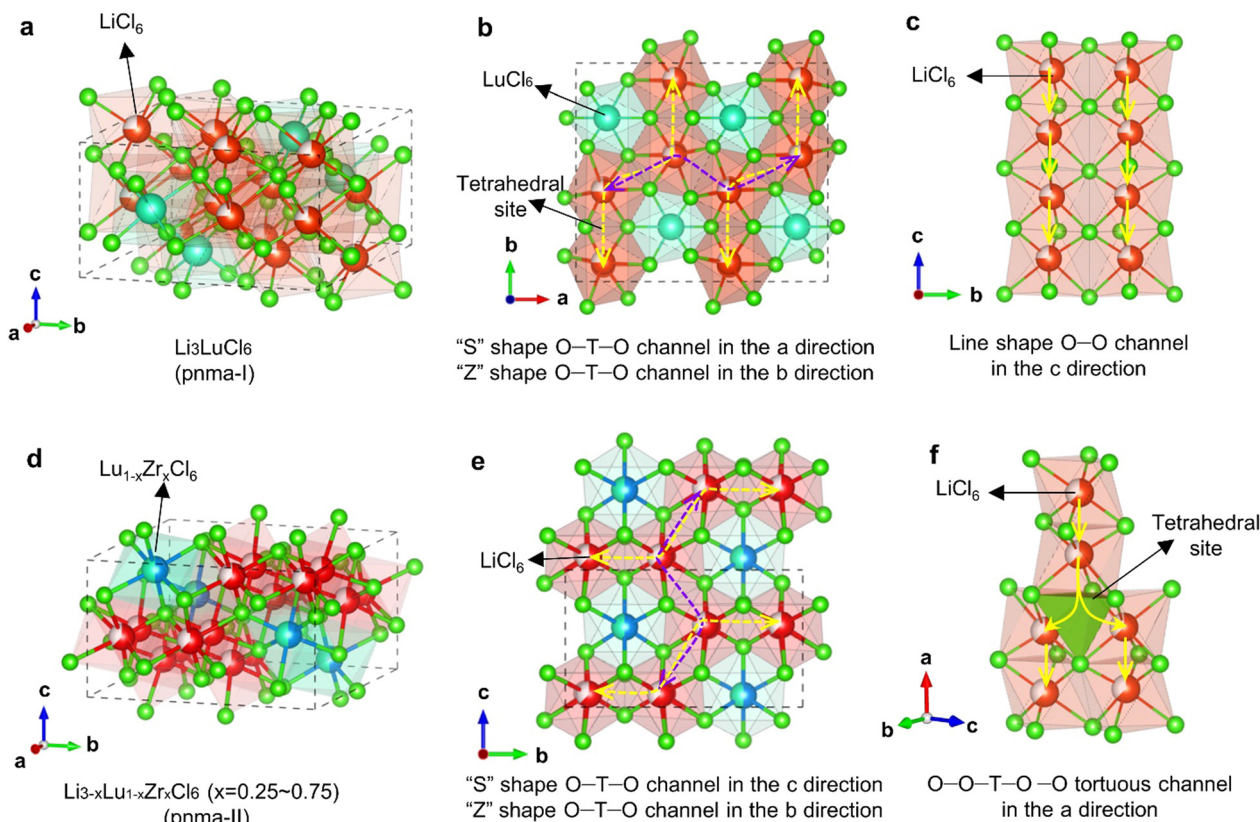 a
LiCl₆
c
a
b
Li₃LuCl₆
(pnma-I)
b
LuCl₆
Tetrahedral
site
b
a
“S” shape O–T–O channel in the a direction
“Z” shape O–T–O channel in the b direction
c
LiCl₆
c
b
Line shape O–O channel
in the c direction
d
Lu₁₋ₓZrₓCl₆
c
a
b
Li₃₋ₓLu₁₋ₓZrₓCl₆ (x=0.25~0.75)
(pnma-II)
e
LiCl₆
c
b
“S” shape O–T–O channel in the c direction
“Z” shape O–T–O channel in the b direction
f
LiCl₆
Tetrahedral
site
a
b
c
O–O–T–O–O tortuous channel
in the a direction